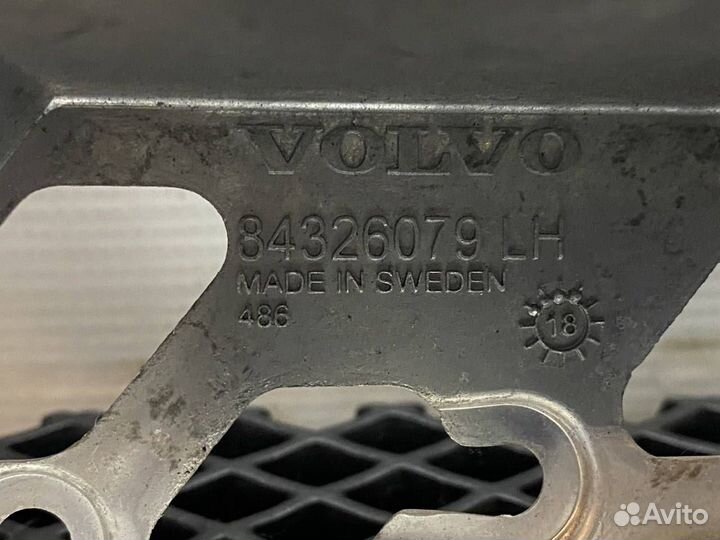 VOLVO
84326079 LH
MADE IN SWEDEN
486
18
Avito